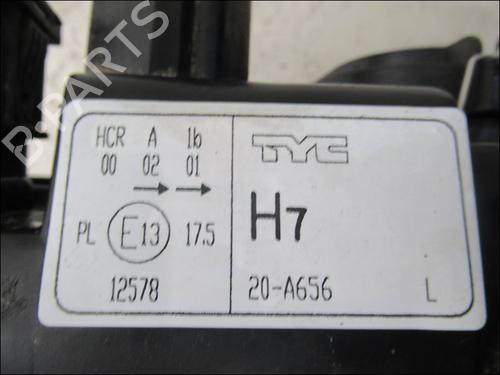 HCR A 1b
00 02 01
→ →
PL E13 17.5
12578
TYC
H7
20-A656 L
B-PARTS